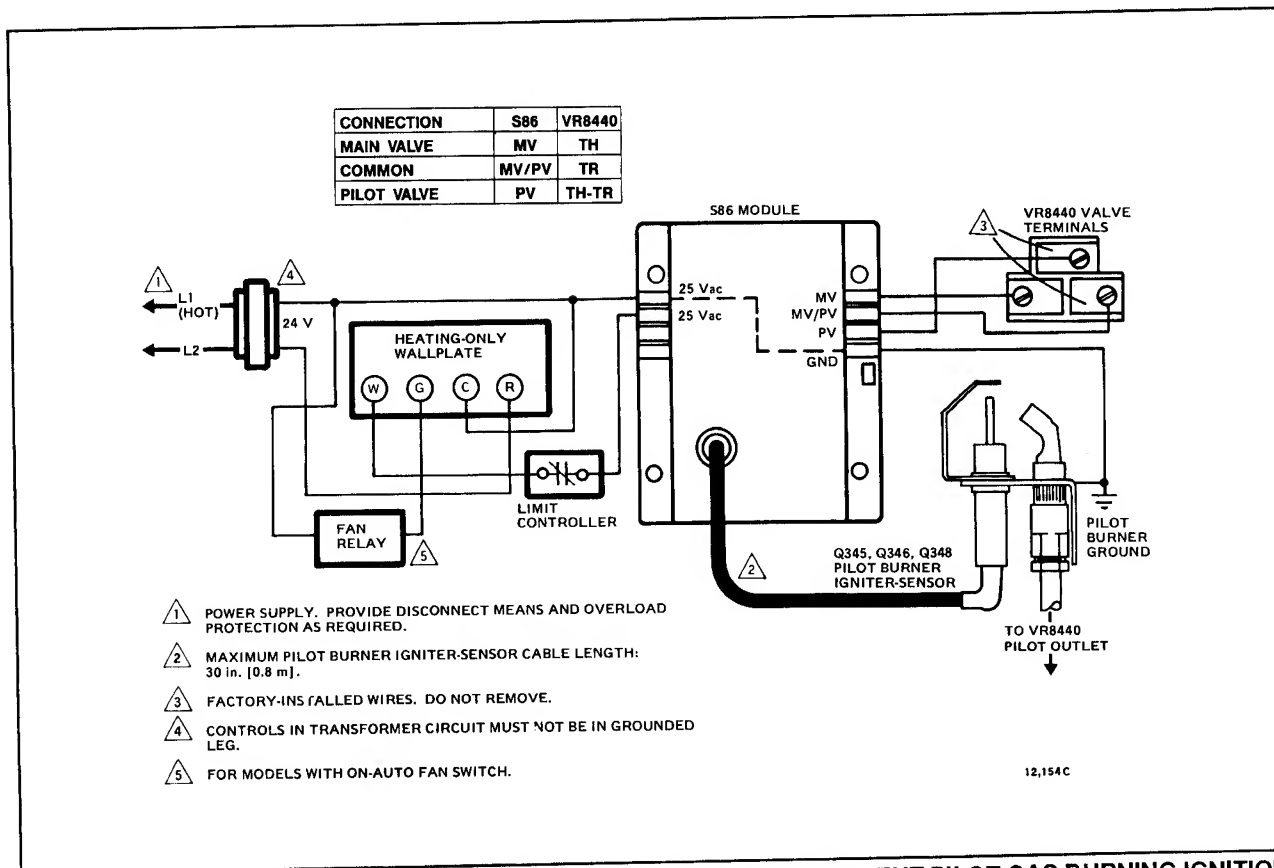 CONNECTION S86 VR8440
MAIN VALVE MV TH
COMMON MV/PV TR
PILOT VALVE PV TH-TR
S86 MODULE
VR8440 VALVE
TERMINALS
3
1
4
L1
(HOT)
24 V
L2
HEATING-ONLY
WALLPLATE
W G C R
25 Vac
25 Vac
MV
MV/PV
PV
GND
LIMIT
CONTROLLER
FAN
RELAY
5
2
Q345, Q346, Q348
PILOT BURNER
IGNITER-SENSOR
PILOT
BURNER
GROUND
TO VR8440
PILOT OUTLET
1 POWER SUPPLY. PROVIDE DISCONNECT MEANS AND OVERLOAD
PROTECTION AS REQUIRED.
2 MAXIMUM PILOT BURNER IGNITER-SENSOR CABLE LENGTH:
30 in. [0.8 m].
3 FACTORY-INSTALLED WIRES. DO NOT REMOVE.
4 CONTROLS IN TRANSFORMER CIRCUIT MUST NOT BE IN GROUNDED
LEG.
5 FOR MODELS WITH ON-AUTO FAN SWITCH.
12,154C
PILOT GAS BURNING IGNITIO